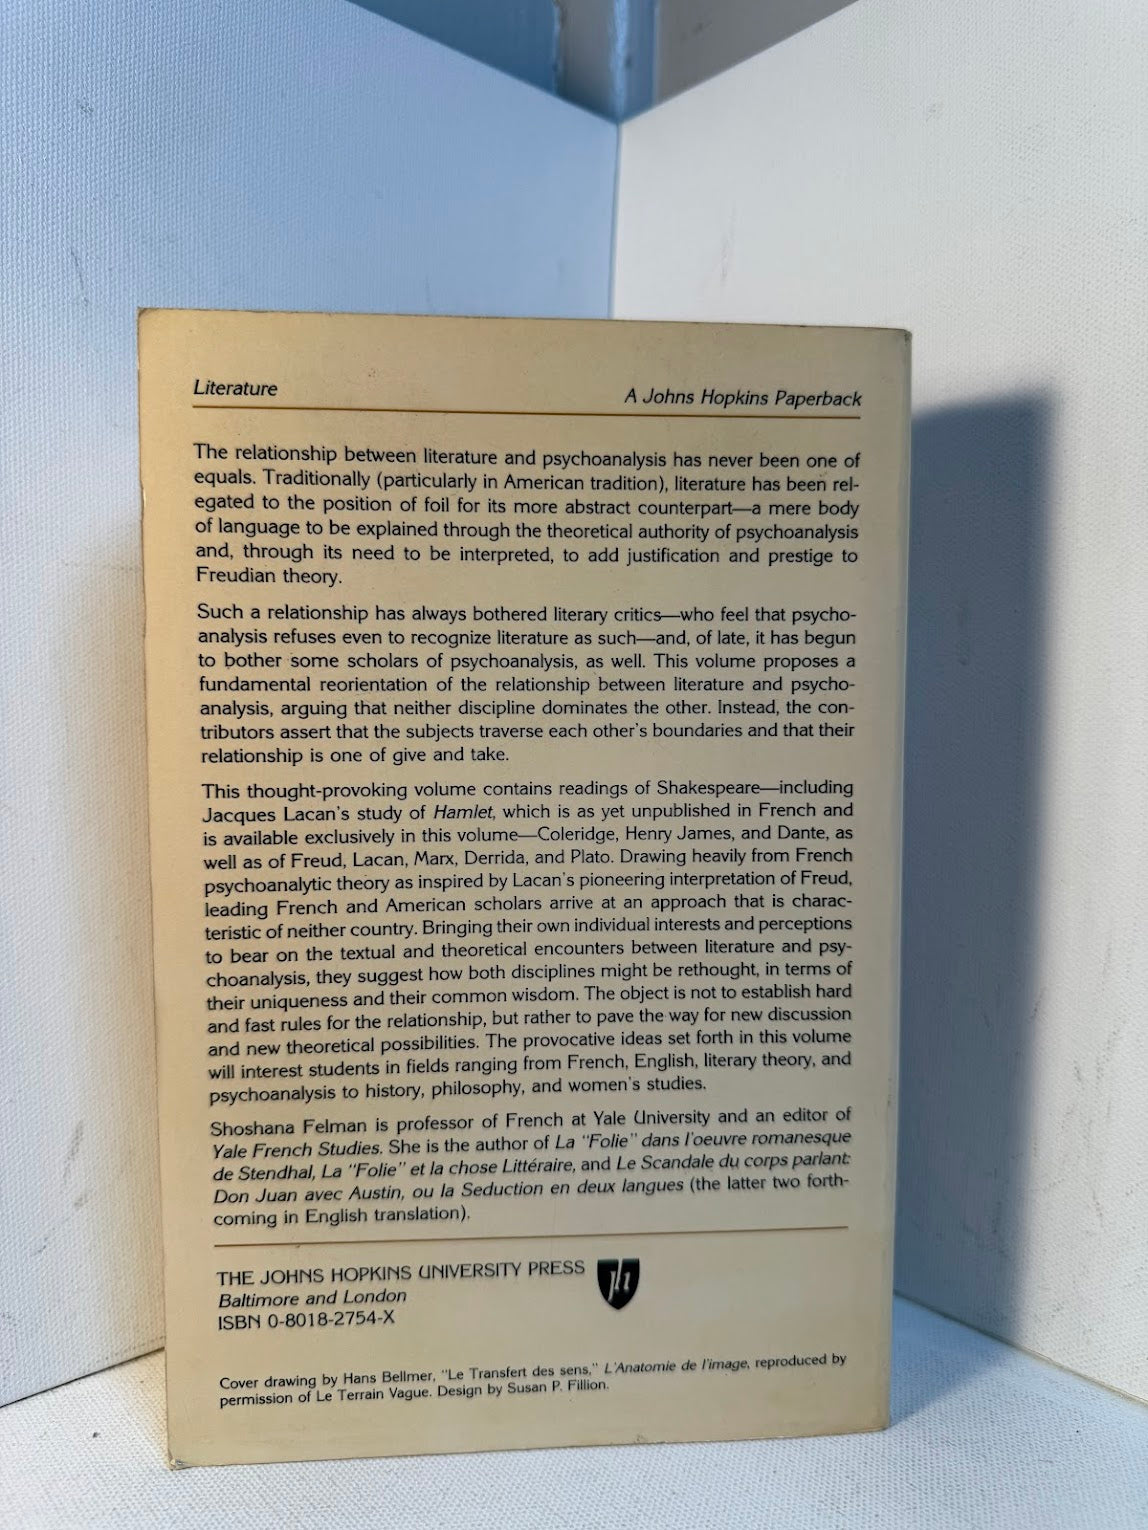 Literature
A Johns Hopkins Paperback
The relationship between literature and psychoanalysis has never been one of
equals. Traditionally (particularly in American tradition), literature has been rel-
egated to the position of foil for its more abstract counterpart—a mere body
of language to be explained through the theoretical authority of psychoanalysis
and, through its need to be interpreted, to add justification and prestige to
Freudian theory.
Such a relationship has always bothered literary critics—who feel that psycho-
analysis refuses even to recognize literature as such—and, of late, it has begun
to bother some scholars of psychoanalysis, as well. This volume proposes a
fundamental reorientation of the relationship between literature and psycho-
analysis, arguing that neither discipline dominates the other. Instead, the con-
tributors assert that the subjects traverse each other's boundaries and that their
relationship is one of give and take.
This thought-provoking volume contains readings of Shakespeare—including
Jacques Lacan's study of Hamlet, which is as yet unpublished in French and
is available exclusively in this volume—Coleridge, Henry James, and Dante, as
well as of Freud, Lacan, Marx, Derrida, and Plato. Drawing heavily from French
psychoanalytic theory as inspired by Lacan's pioneering interpretation of Freud,
leading French and American scholars arrive at an approach that is charac-
teristic of neither country. Bringing their own individual interests and perceptions
to bear on the textual and theoretical encounters between literature and psy-
choanalysis, they suggest how both disciplines might be rethought, in terms of
their uniqueness and their common wisdom. The object is not to establish hard
and fast rules for the relationship, but rather to pave the way for new discussion
and new theoretical possibilities. The provocative ideas set forth in this volume
will interest students in fields ranging from French, English, literary theory, and
psychoanalysis to history, philosophy, and women's studies.
Shoshana Felman is professor of French at Yale University and an editor of
Yale French Studies. She is the author of La "Folie" dans l'oeuvre romanesque
de Stendhal, La "Folie" et la chose Littéraire, and Le Scandale du corps parlant:
Don Juan avec Austin, ou la Seduction en deux langues (the latter two forth-
coming in English translation).
THE JOHNS HOPKINS UNIVERSITY PRESS
jh
Baltimore and London
ISBN 0-8018-2754-X
Cover drawing by Hans Bellmer, "Le Transfert des sens," L'Anatomie de l'image, reproduced by
permission of Le Terrain Vague. Design by Susan P. Fillion.